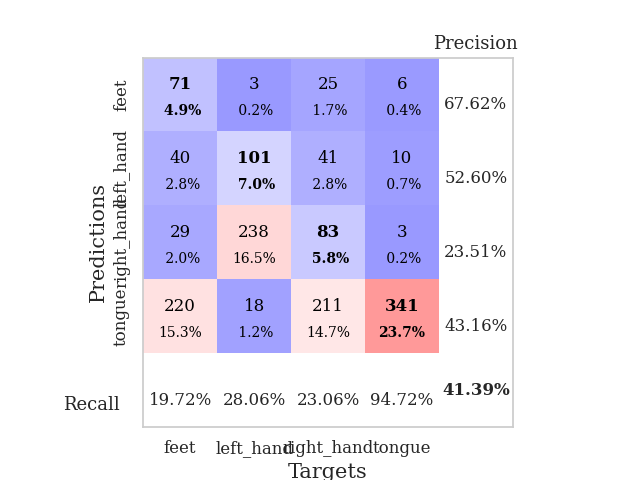 Precision
feet 71 3 25 6 67.62%
4.9% 0.2% 1.7% 0.4%
left_hand 40 101 41 10 52.60%
2.8% 7.0% 2.8% 0.7%
right_hand 29 238 83 3 23.51%
2.0% 16.5% 5.8% 0.2%
tongue 220 18 211 341 43.16%
15.3% 1.2% 14.7% 23.7%
Predictions
Recall 19.72% 28.06% 23.06% 94.72% 41.39%
feet left_hand right_hand tongue
Targets